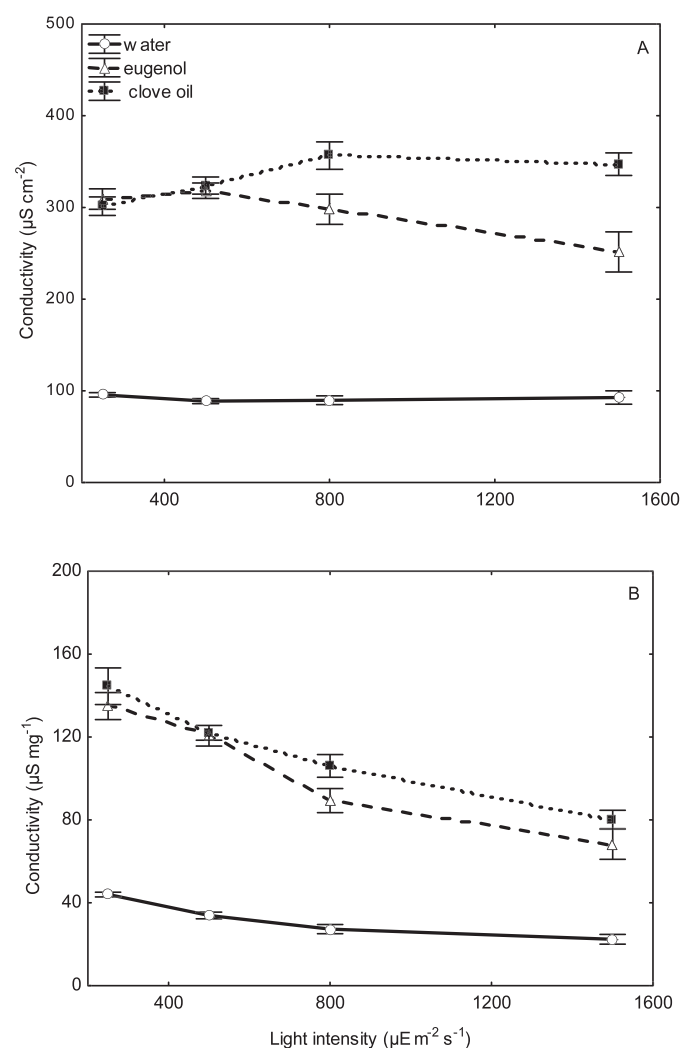 500
A
water
eugenol
clove oil
400
300
200
100
0
Conductivity (µS cm⁻²)
400 800 1200 1600
200
B
160
120
80
40
0
Conductivity (µS mg⁻¹)
400 800 1200 1600
Light intensity (µE m⁻² s⁻¹)